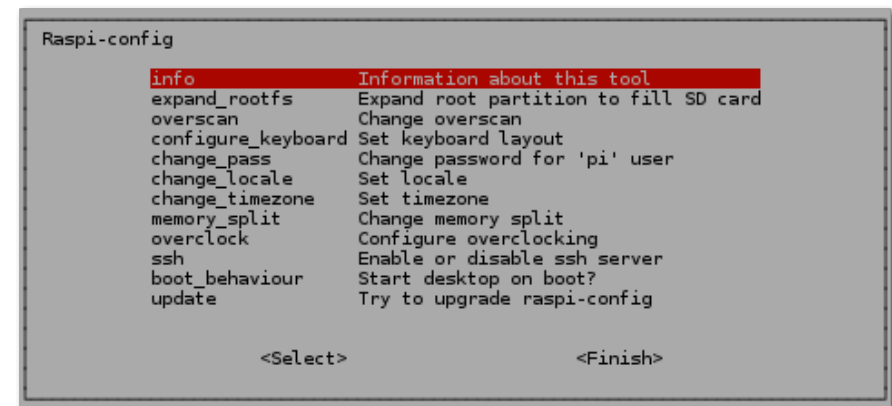 Raspi-config
info Information about this tool
expand_rootfs Expand root partition to fill SD card
overscan Change overscan
configure_keyboard Set keyboard layout
change_pass Change password for 'pi' user
change_locale Set locale
change_timezone Set timezone
memory_split Change memory split
overclock Configure overclocking
ssh Enable or disable ssh server
boot_behaviour Start desktop on boot?
update Try to upgrade raspi-config
<Select> <Finish>